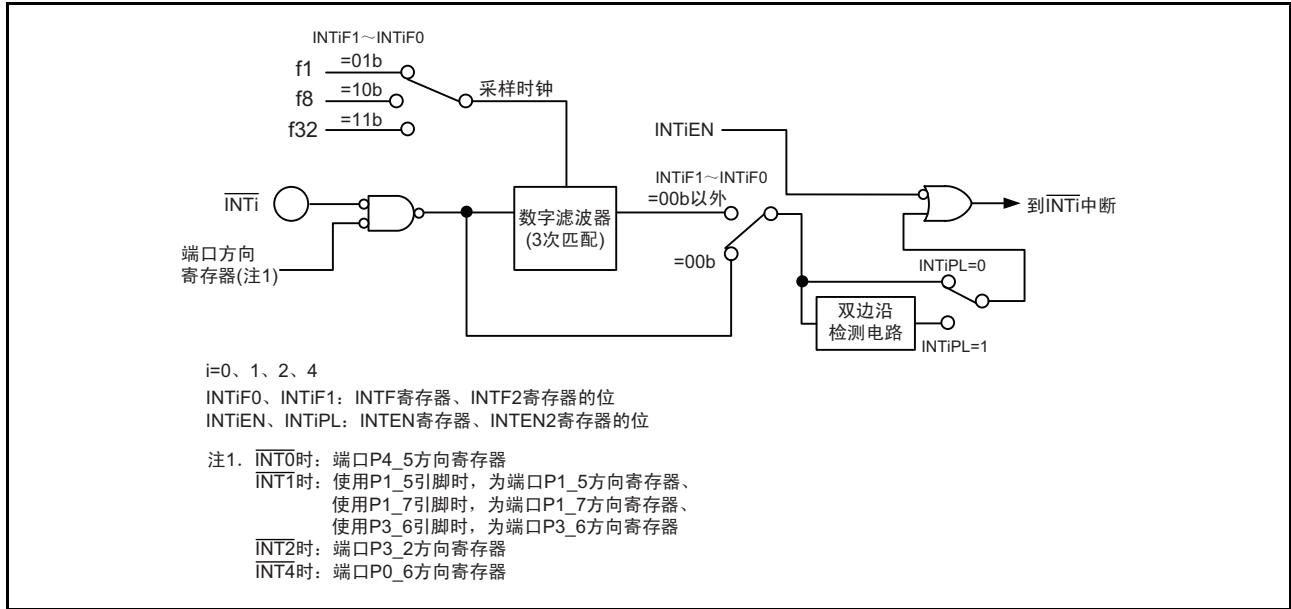 INTiF1～INTiF0
f1 =01b
f8 =10b
f32 =11b
采样时钟
INTiEN
INTiF1～INTiF0
=00b以外
INTi
数字滤波器
(3次匹配)
到INTi中断
=00b
端口方向
寄存器(注1)
INTiPL=0
双边沿
检测电路
INTiPL=1
i=0、1、2、4
INTiF0、INTiF1：INTF寄存器、INTF2寄存器的位
INTiEN、INTiPL：INTEN寄存器、INTEN2寄存器的位
注1. INT0时：端口P4_5方向寄存器
INT1时：使用P1_5引脚时，为端口P1_5方向寄存器、
使用P1_7引脚时，为端口P1_7方向寄存器、
使用P3_6引脚时，为端口P3_6方向寄存器
INT2时：端口P3_2方向寄存器
INT4时：端口P0_6方向寄存器